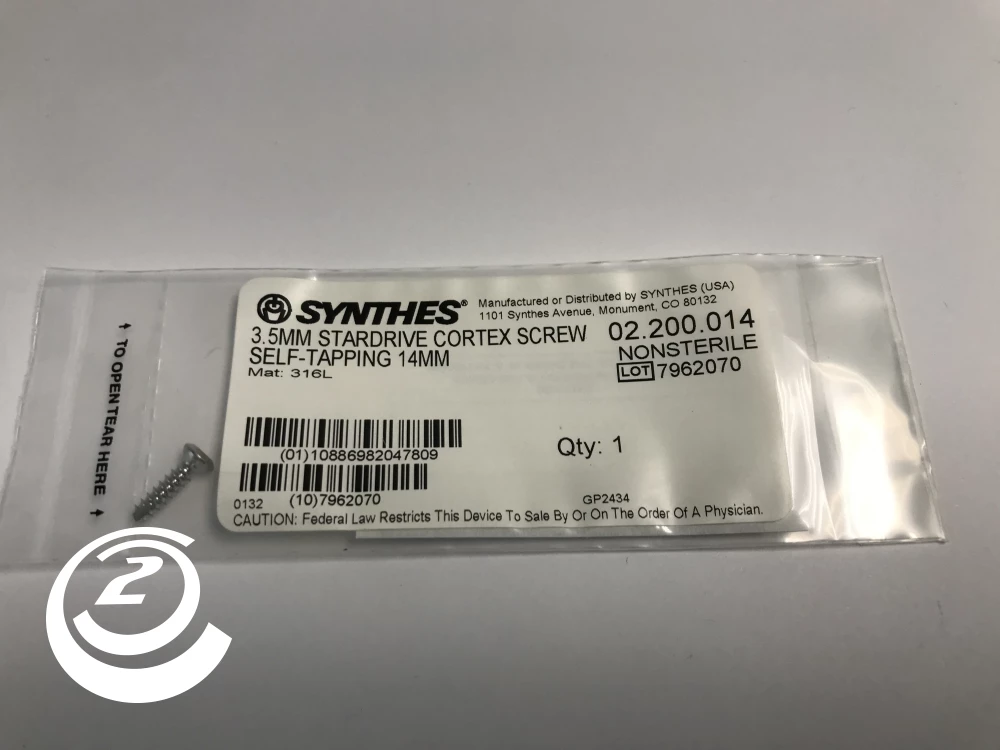 ↑ TO OPEN TEAR HERE ↑
SYNTHES®
Manufactured or Distributed by SYNTHES (USA)
1101 Synthes Avenue, Monument, CO 80132
3.5MM STARDRIVE CORTEX SCREW
SELF-TAPPING 14MM
Mat: 316L
02.200.014
NONSTERILE
LOT 7962070
(01)10886982047809
Qty: 1
(10)7962070
0132
GP2434
CAUTION: Federal Law Restricts This Device To Sale By Or On The Order Of A Physician.
2